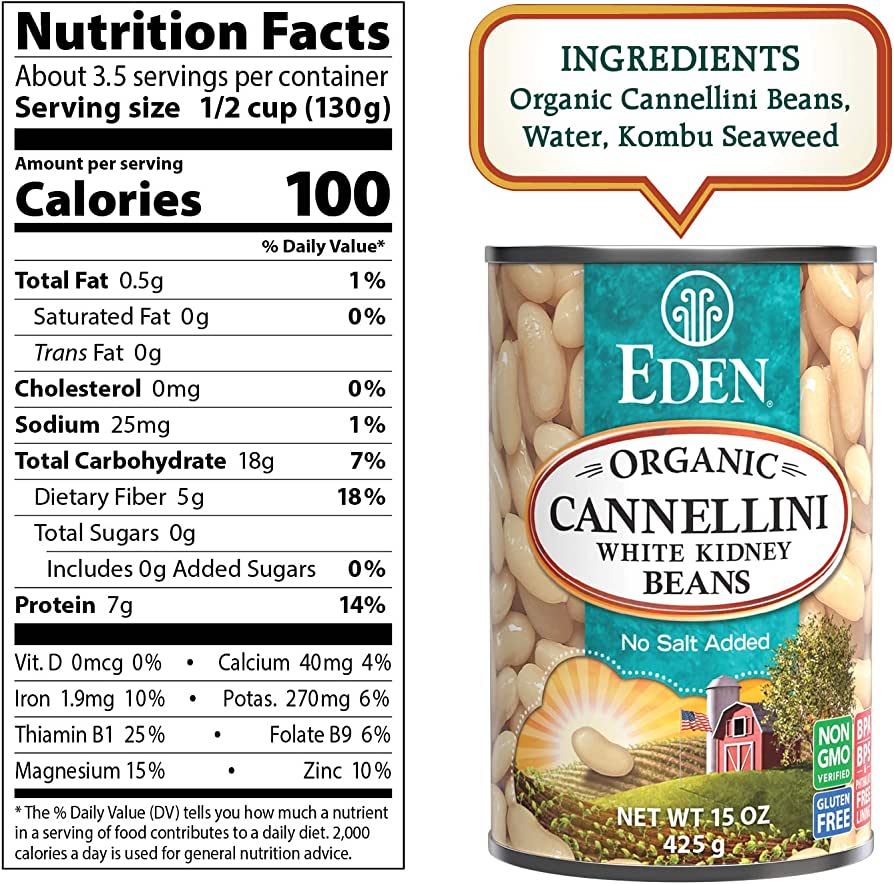 Nutrition Facts
About 3.5 servings per container
Serving size 1/2 cup (130g)
Amount per serving
Calories 100
% Daily Value*
Total Fat 0.5g 1%
Saturated Fat 0g 0%
Trans Fat 0g
Cholesterol 0mg 0%
Sodium 25mg 1%
Total Carbohydrate 18g 7%
Dietary Fiber 5g 18%
Total Sugars 0g
Includes 0g Added Sugars 0%
Protein 7g 14%
Vit. D 0mcg 0% • Calcium 40mg 4%
Iron 1.9mg 10% • Potas. 270mg 6%
Thiamin B1 25% • Folate B9 6%
Magnesium 15% • Zinc 10%
* The % Daily Value (DV) tells you how much a nutrient
in a serving of food contributes to a daily diet. 2,000
calories a day is used for general nutrition advice.
INGREDIENTS
Organic Cannellini Beans,
Water, Kombu Seaweed
EDEN®
ORGANIC
CANNELLINI
WHITE KIDNEY
BEANS
No Salt Added
NON
GMO
VERIFIED
GLUTEN
FREE
BPA
BPS
&
PHTHALATE
FREE
LINING
NET WT 15 OZ
425 g